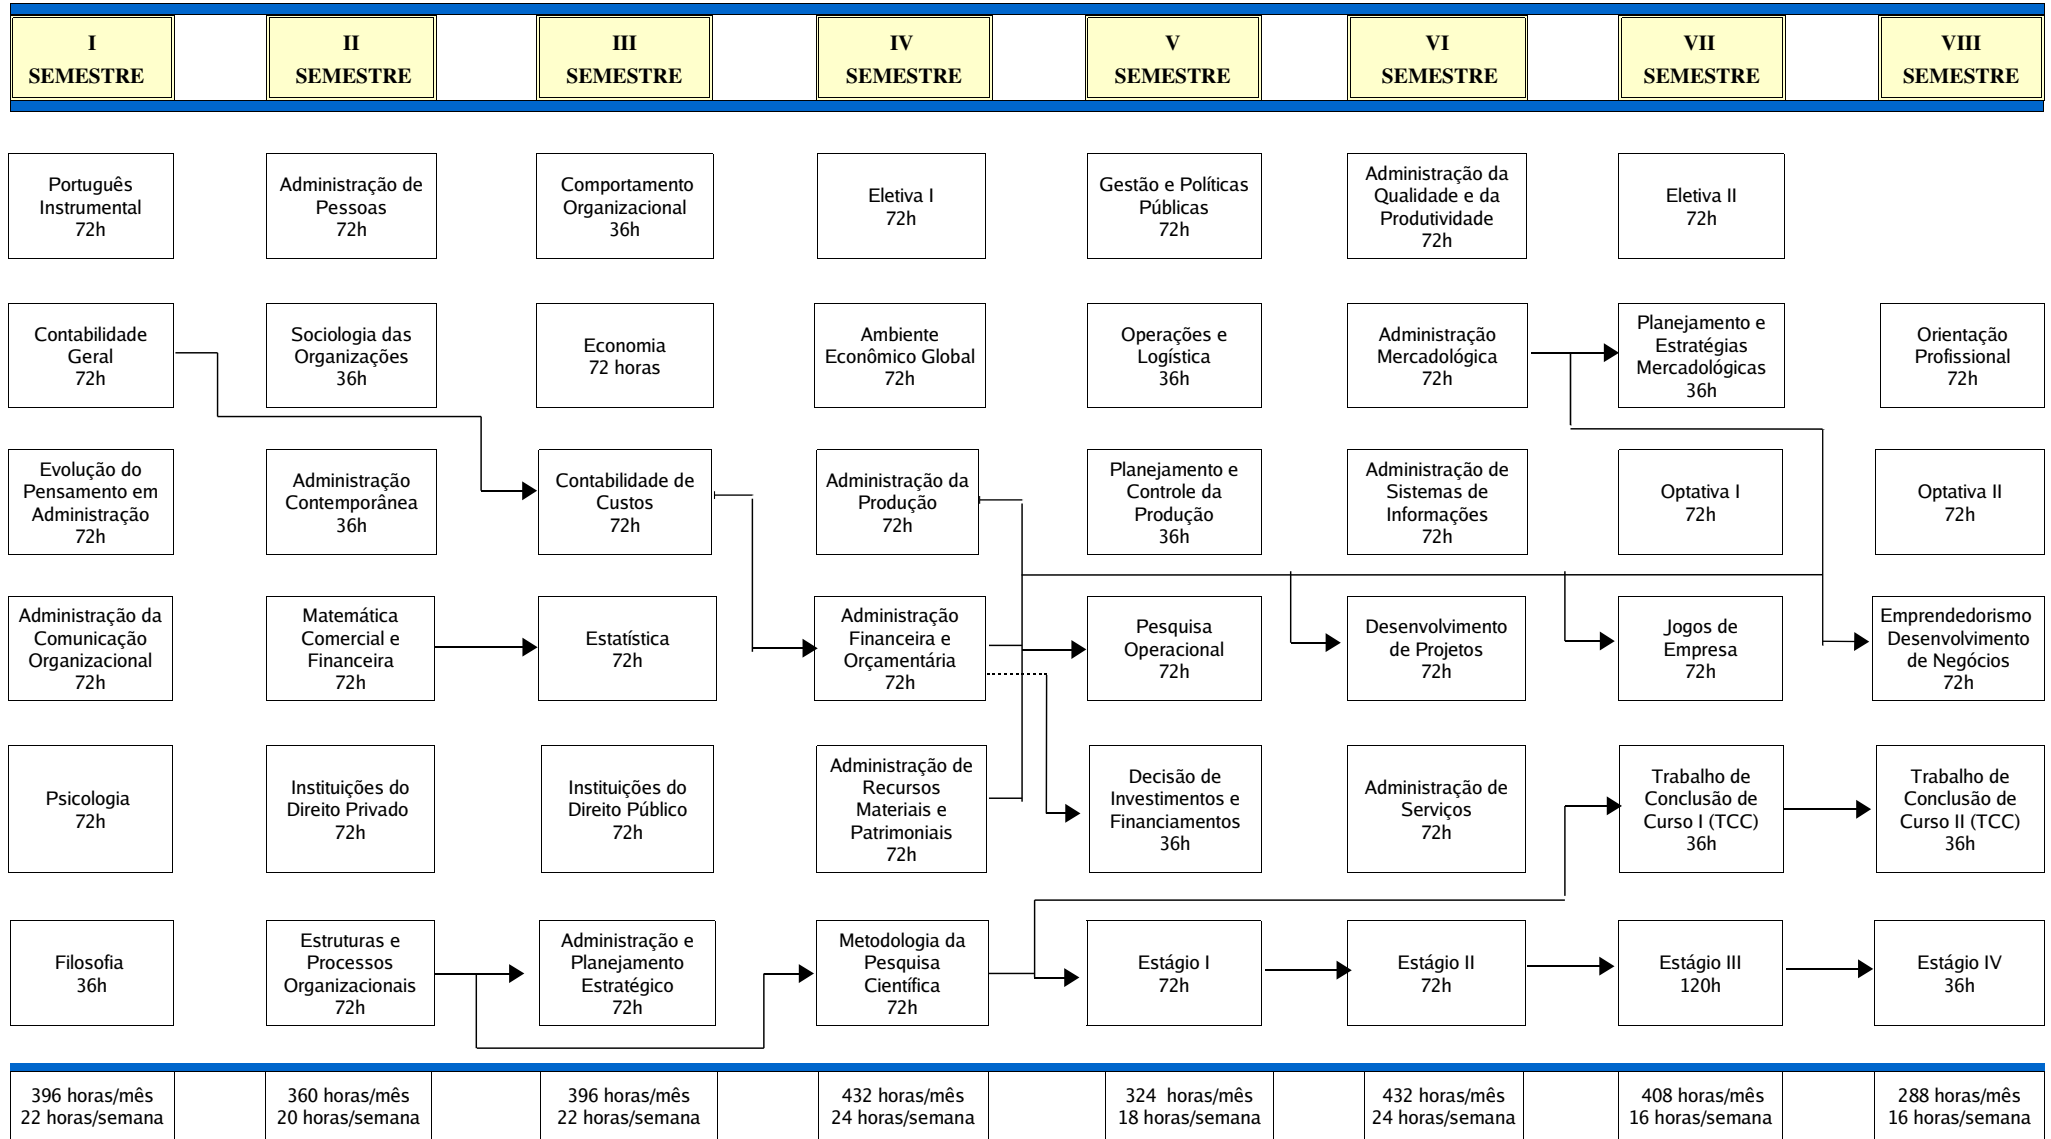 I
SEMESTRE
II
SEMESTRE
III
SEMESTRE
IV
SEMESTRE
V
SEMESTRE
VI
SEMESTRE
VII
SEMESTRE
VIII
SEMESTRE
Português
Instrumental
72h
Administração de
Pessoas
72h
Comportamento
Organizacional
36h
Eletiva I
72h
Gestão e Políticas
Públicas
72h
Administração da
Qualidade e da
Produtividade
72h
Eletiva II
72h
Contabilidade
Geral
72h
Sociologia das
Organizações
36h
Economia
72 horas
Ambiente
Econômico Global
72h
Operações e
Logística
36h
Administração
Mercadológica
72h
Planejamento e
Estratégias
Mercadológicas
36h
Orientação
Profissional
72h
Evolução do
Pensamento em
Administração
72h
Administração
Contemporânea
36h
Contabilidade de
Custos
72h
Administração da
Produção
72h
Planejamento e
Controle da
Produção
36h
Administração de
Sistemas de
Informações
72h
Optativa I
72h
Optativa II
72h
Administração da
Comunicação
Organizacional
72h
Matemática
Comercial e
Financeira
72h
Estatística
72h
Administração
Financeira e
Orçamentária
72h
Pesquisa
Operacional
72h
Desenvolvimento
de Projetos
72h
Jogos de
Empresa
72h
Emprendedorismo
Desenvolvimento
de Negócios
72h
Psicologia
72h
Instituições do
Direito Privado
72h
Instituições do
Direito Público
72h
Administração de
Recursos
Materiais e
Patrimoniais
72h
Decisão de
Investimentos e
Financiamentos
36h
Administração de
Serviços
72h
Trabalho de
Conclusão de
Curso I (TCC)
36h
Trabalho de
Conclusão de
Curso II (TCC)
36h
Filosofia
36h
Estruturas e
Processos
Organizacionais
72h
Administração e
Planejamento
Estratégico
72h
Metodologia da
Pesquisa
Científica
72h
Estágio I
72h
Estágio II
72h
Estágio III
120h
Estágio IV
36h
396 horas/mês
22 horas/semana
360 horas/mês
20 horas/semana
396 horas/mês
22 horas/semana
432 horas/mês
24 horas/semana
324 horas/mês
18 horas/semana
432 horas/mês
24 horas/semana
408 horas/mês
16 horas/semana
288 horas/mês
16 horas/semana